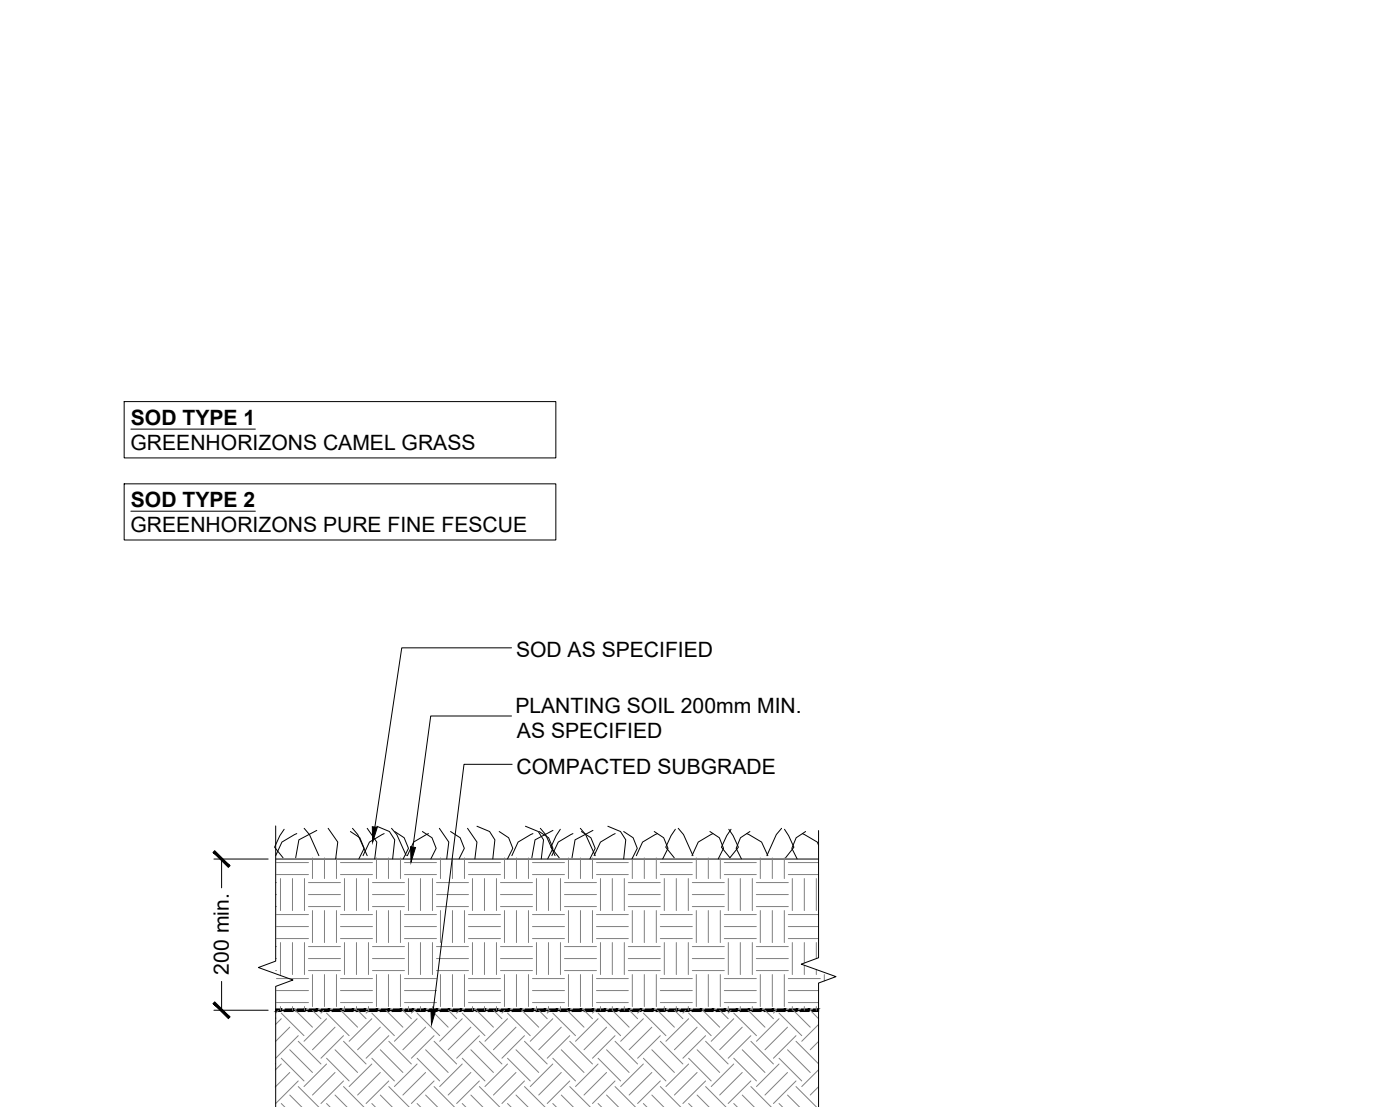 SOD TYPE 1
GREENHORIZONS CAMEL GRASS
SOD TYPE 2
GREENHORIZONS PURE FINE FESCUE
SOD AS SPECIFIED
PLANTING SOIL 200mm MIN.
AS SPECIFIED
COMPACTED SUBGRADE
200 min.